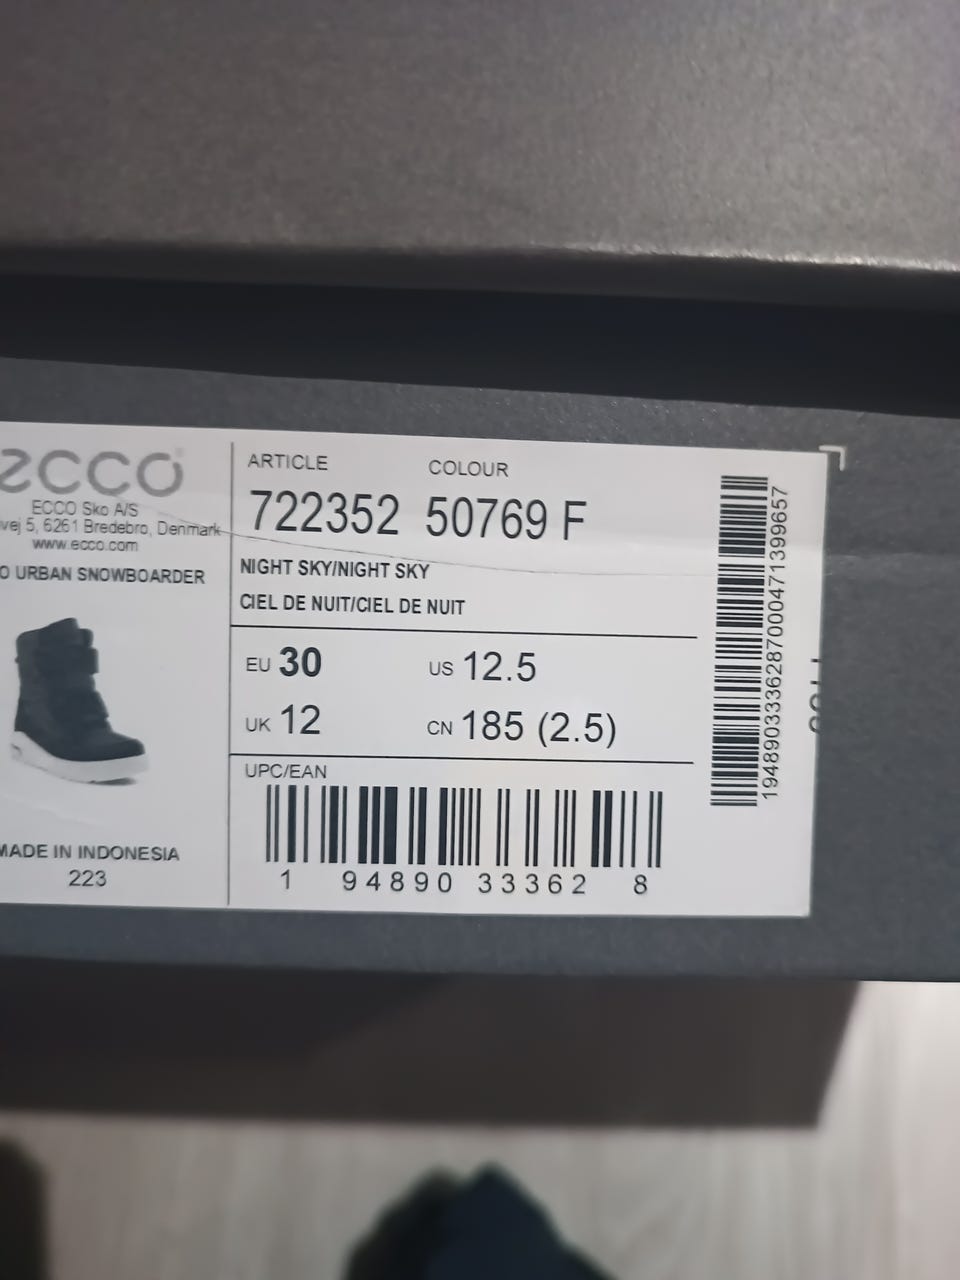 ecco
ECCO Sko A/S
vej 5, 6261 Bredebro, Denmark
www.ecco.com
O URBAN SNOWBOARDER
MADE IN INDONESIA
223
ARTICLE COLOUR
722352 50769 F
NIGHT SKY/NIGHT SKY
CIEL DE NUIT/CIEL DE NUIT
EU 30 US 12.5
UK 12 CN 185 (2.5)
UPC/EAN
1 94890 33362 8
1948903336287000471399657